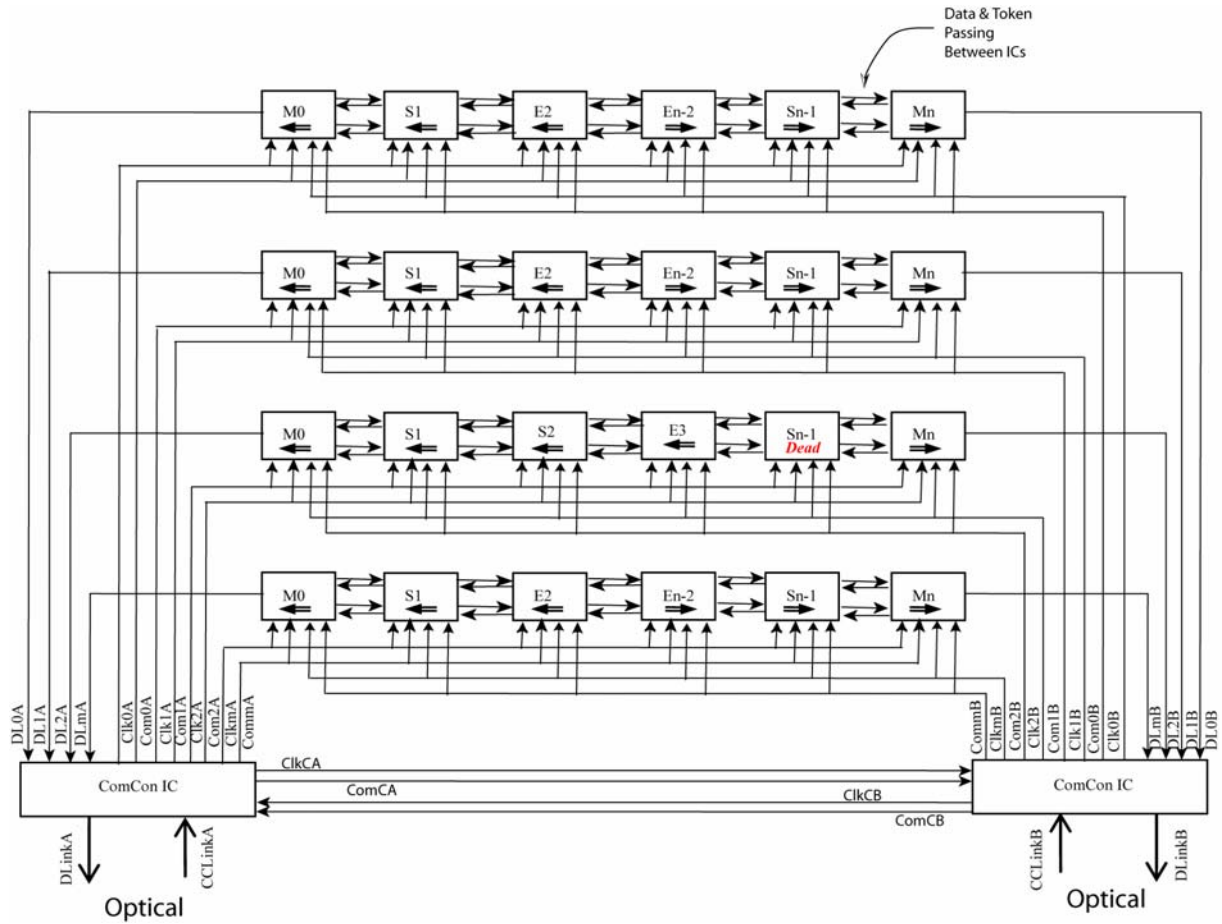 Data & Token
Passing
Between ICs
M0
S1
E2
En-2
Sn-1
Mn
M0
S1
E2
En-2
Sn-1
Mn
M0
S1
S2
E3
Sn-1
Dead
Mn
M0
S1
E2
En-2
Sn-1
Mn
DL0A
DL1A
DL2A
DLmA
Clk0A
Com0A
Clk1A
Com1A
Clk2A
Com2A
ClkmA
CommA
CommB
ClkmB
Com2B
Clk2B
Com1B
Clk1B
Com0B
Clk0B
DLmB
DL2B
DL1B
DL0B
ComCon IC
ClkCA
ComCA
ClkCB
ComCB
ComCon IC
DLinkA
CCLinkA
CCLinkB
DLinkB
Optical
Optical